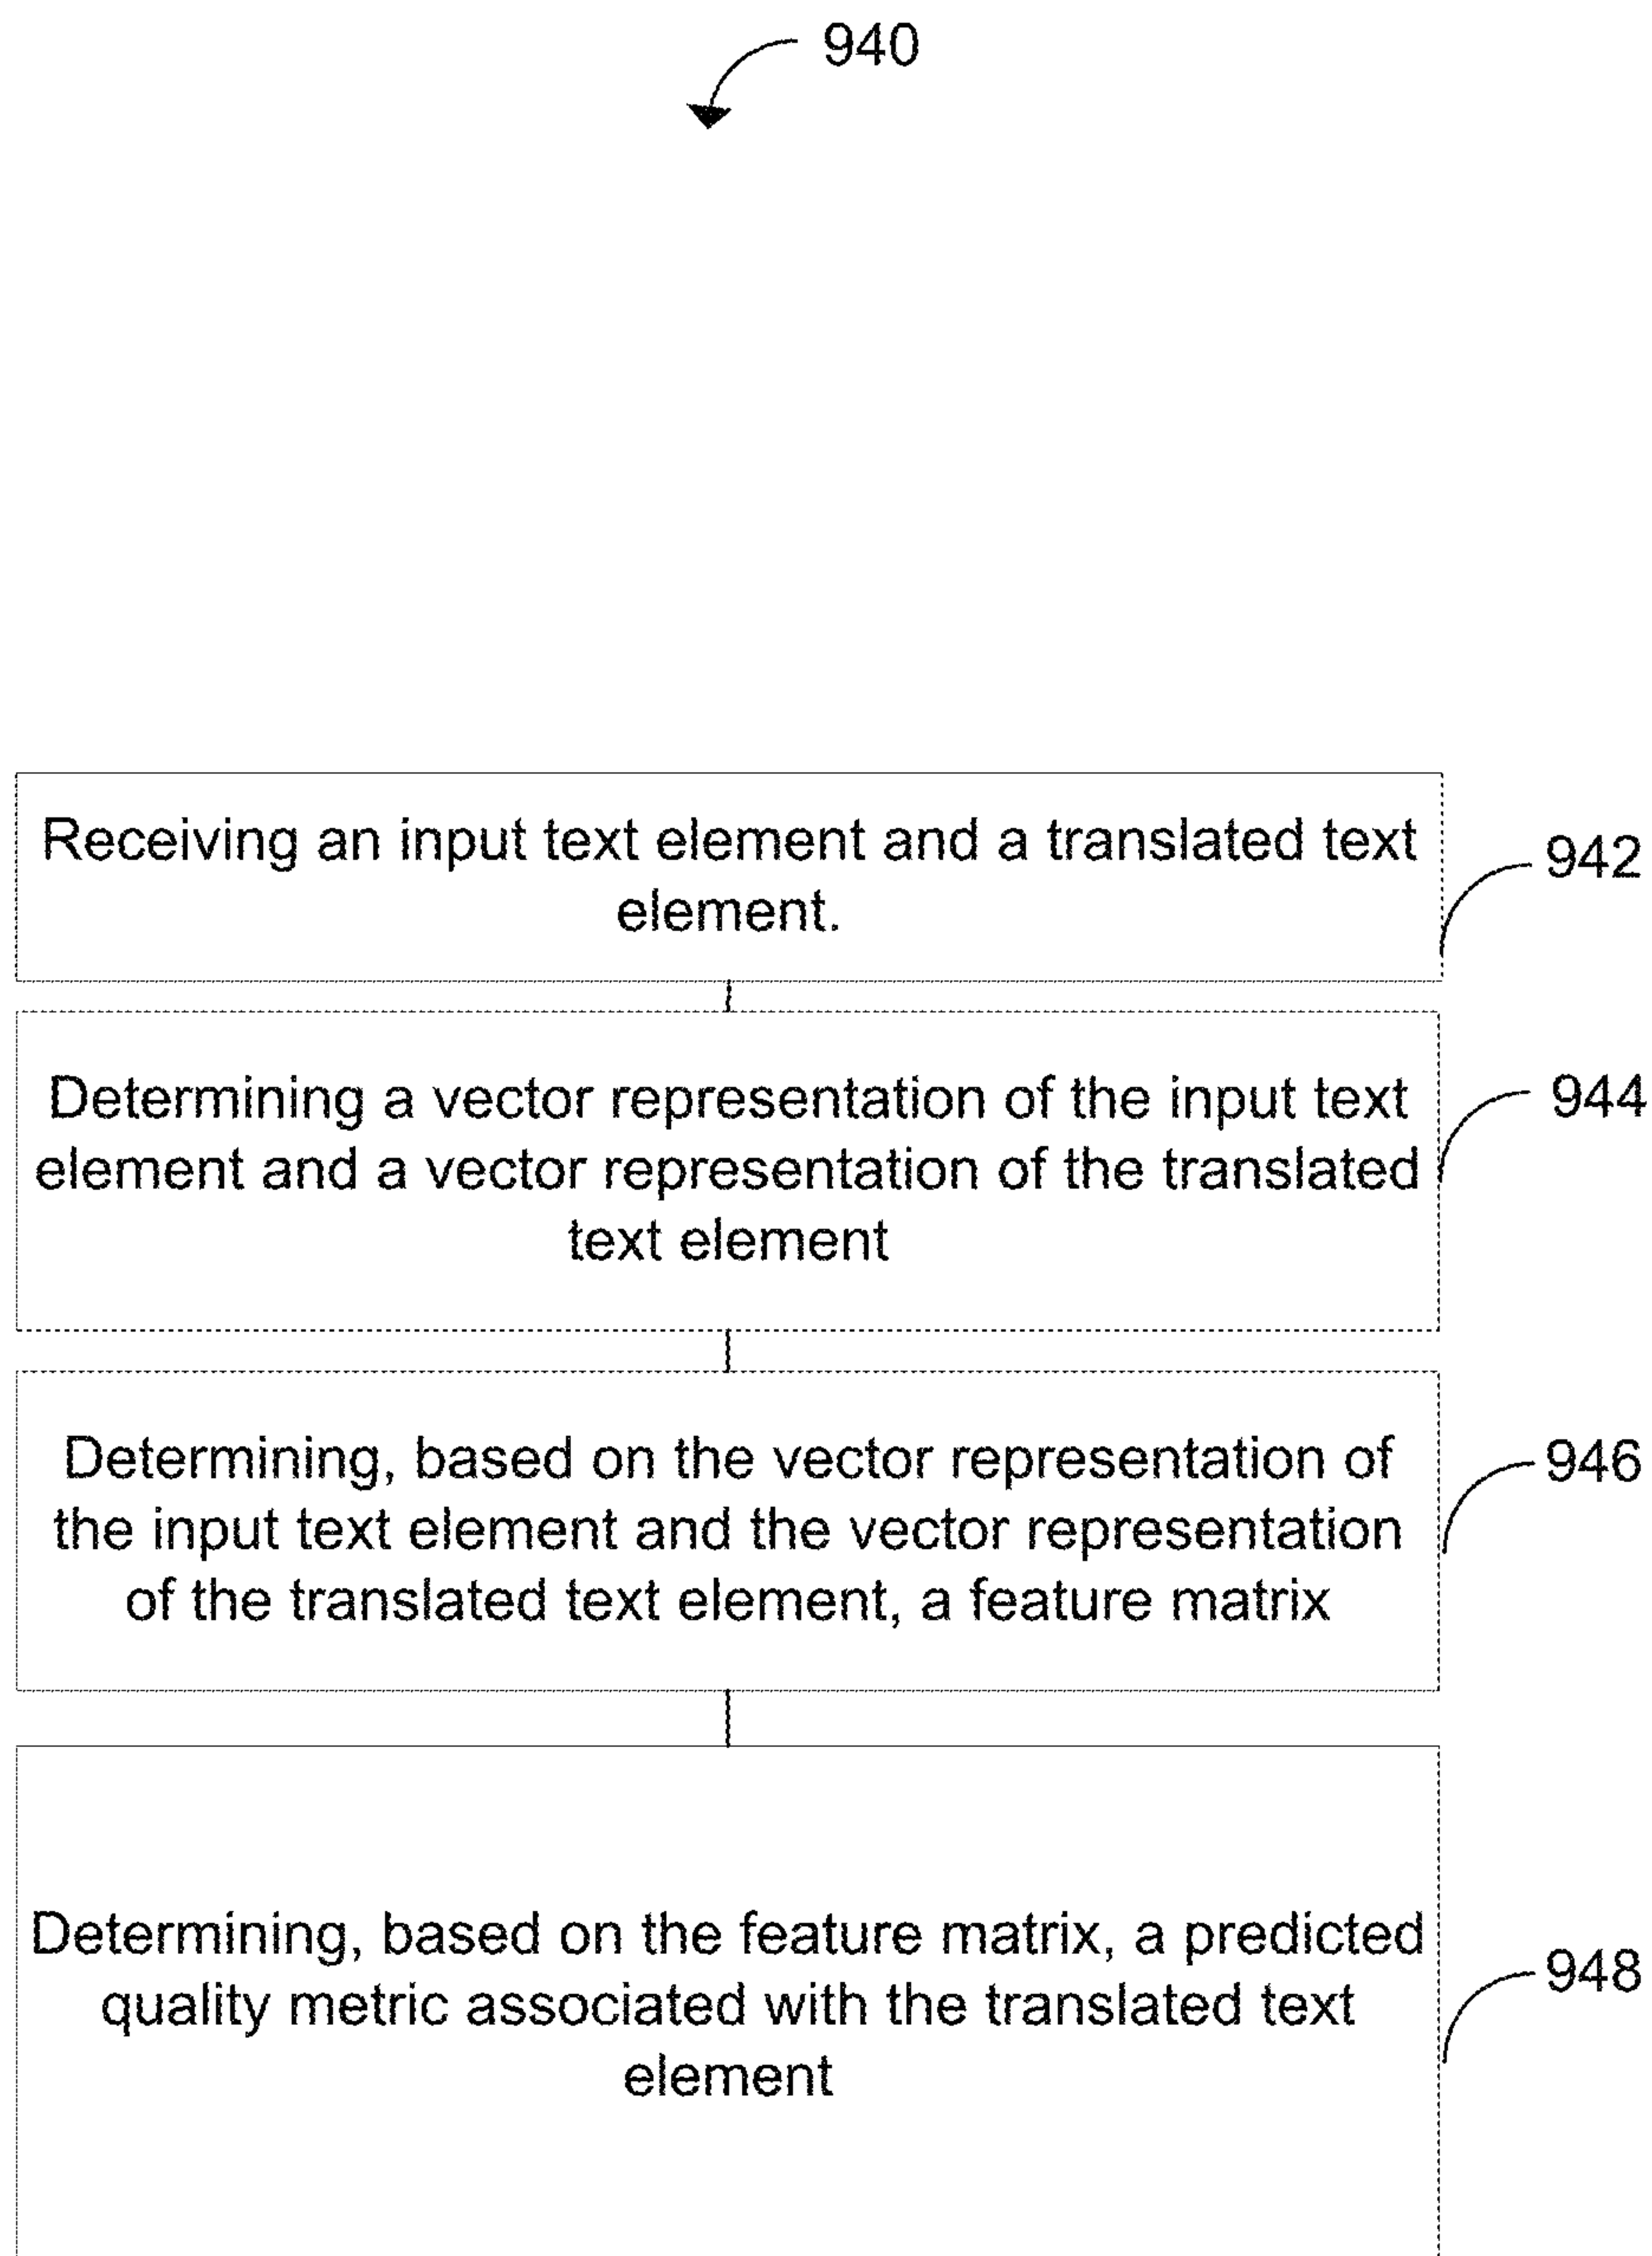 940
Receiving an input text element and a translated text
element.
942
Determining a vector representation of the input text
element and a vector representation of the translated
text element
944
Determining, based on the vector representation of
the input text element and the vector representation
of the translated text element, a feature matrix
946
Determining, based on the feature matrix, a predicted
quality metric associated with the translated text
element
948